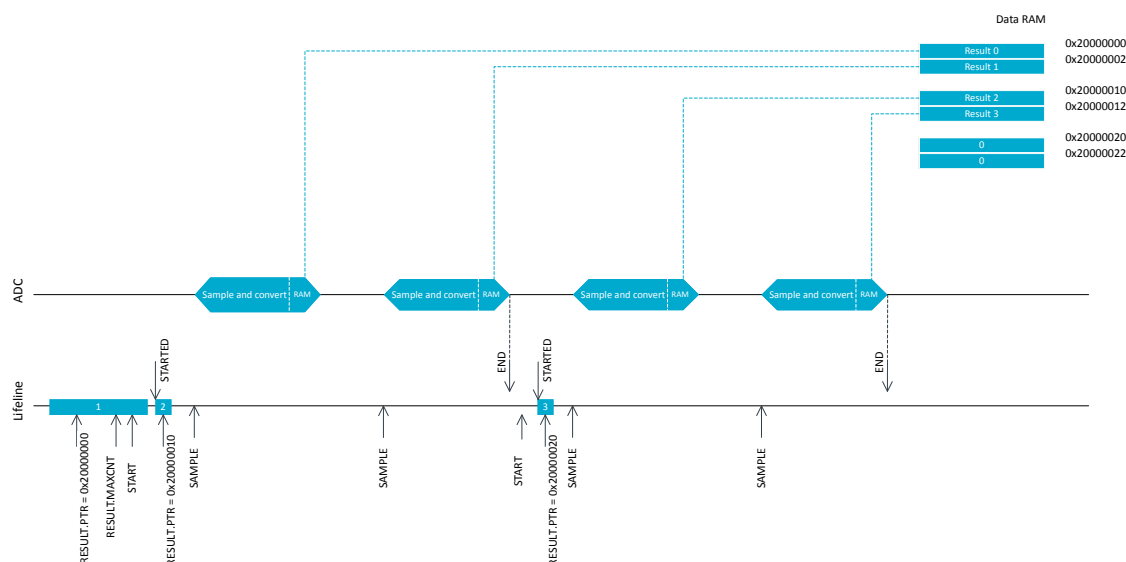 Data RAM
Result 0
0x20000000
Result 1
0x20000002
Result 2
0x20000010
Result 3
0x20000012
0
0x20000020
0
0x20000022
ADC
Sample and convert
RAM
Sample and convert
RAM
Sample and convert
RAM
Sample and convert
RAM
STARTED
END
STARTED
END
Lifeline
1
2
3
RESULT.PTR = 0x20000000
RESULT.MAXCNT
START
RESULT.PTR = 0x20000010
SAMPLE
SAMPLE
START
RESULT.PTR = 0x20000020
SAMPLE
SAMPLE